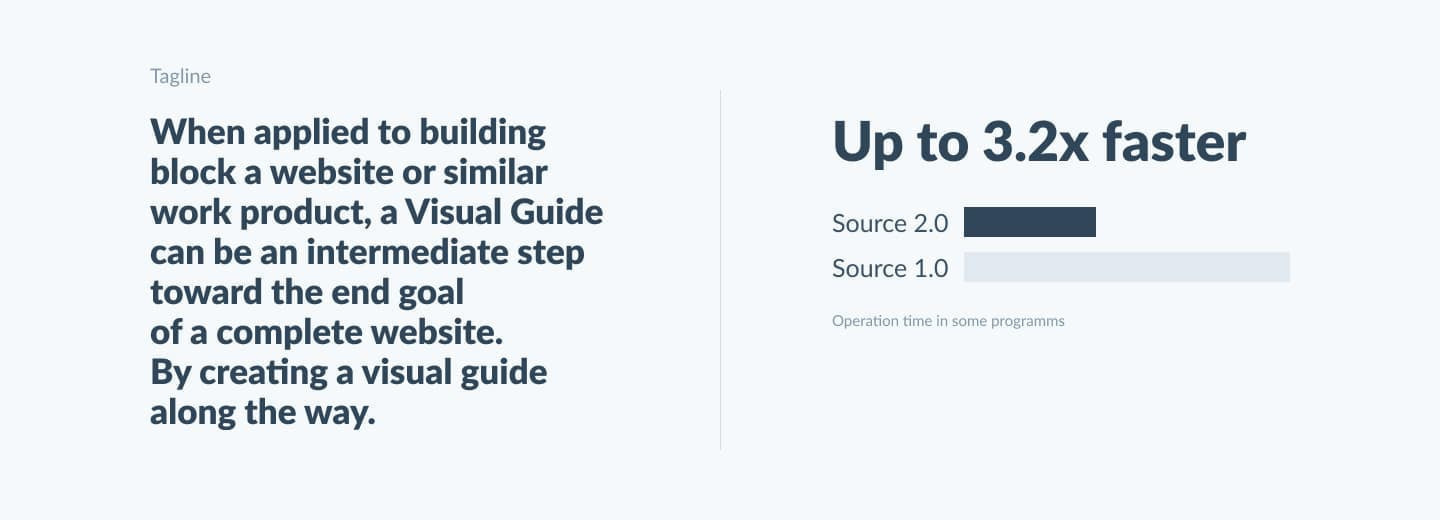 Tagline
When applied to building
block a website or similar
work product, a Visual Guide
can be an intermediate step
toward the end goal
of a complete website.
By creating a visual guide
along the way.
Up to 3.2x faster
Source 2.0
Source 1.0
Operation time in some programms